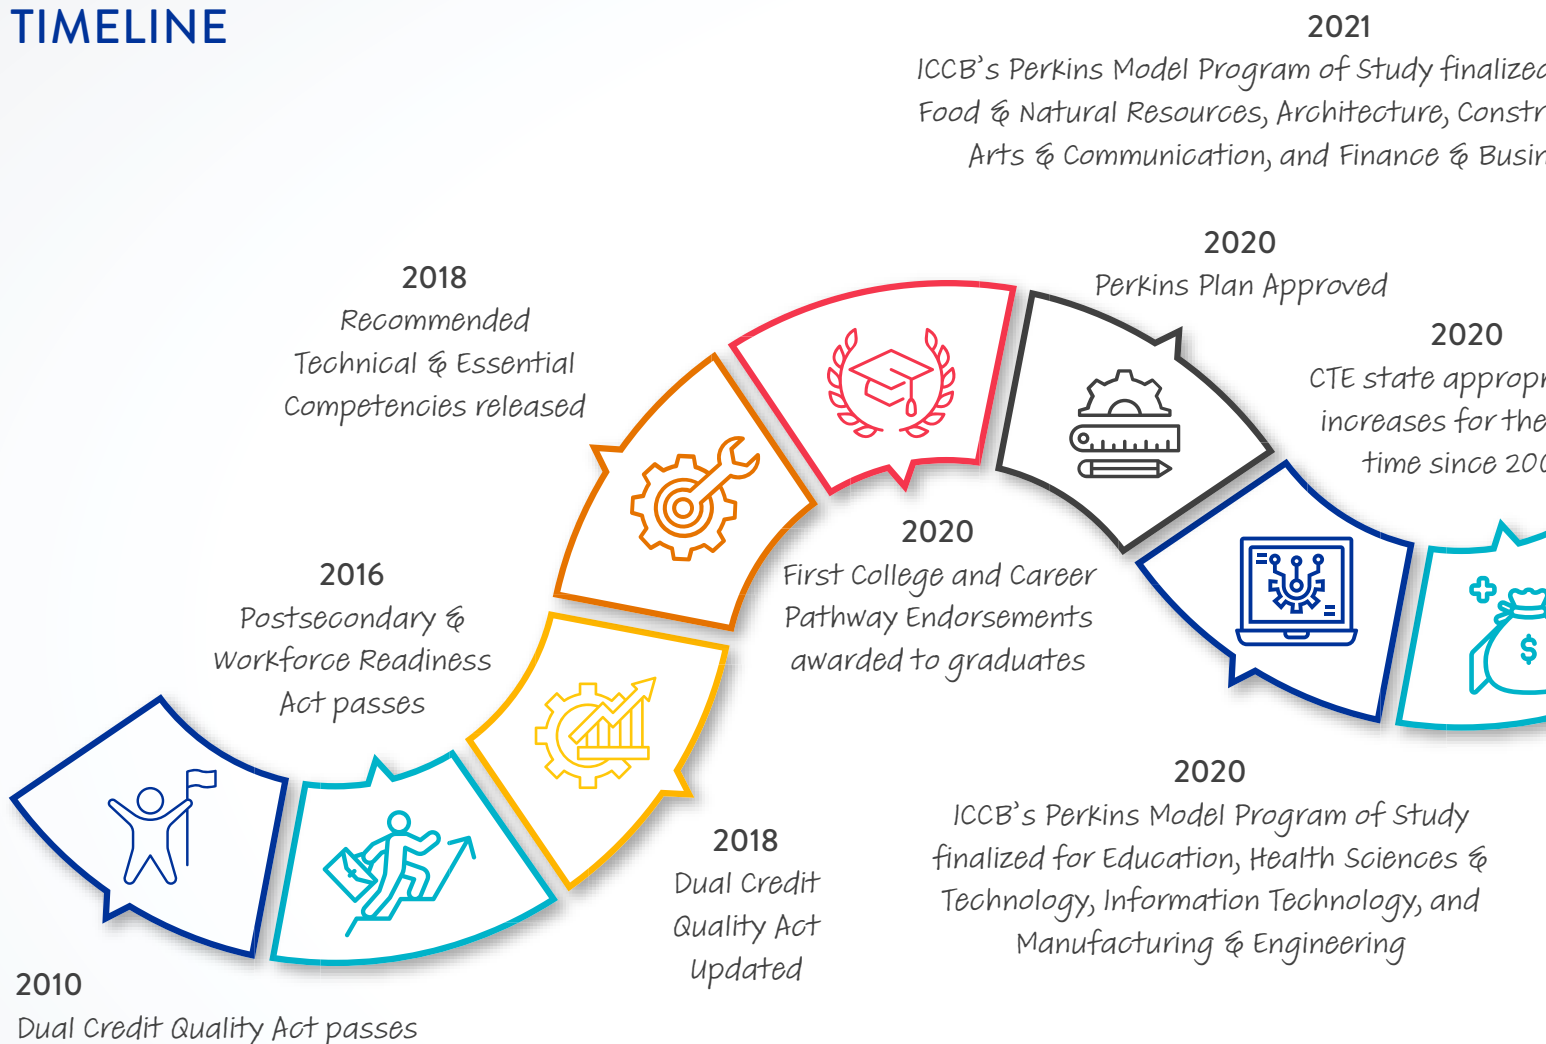 TIMELINE
2021
ICCB's Perkins Model Program of Study finalized
Food & Natural Resources, Architecture,
Arts & Communication, and Finance &
2020
Perkins Plan Approved
2018
Recommended
Technical & Essential
Competencies released
2020
CTE state
increases for the
time since
2020
First College and Career
Pathway Endorsements
awarded to graduates
2016
Postsecondary &
Workforce Readiness
Act passes
$
2020
ICCB's Perkins Model Program of Study
finalized for Education, Health Sciences &
Technology, Information Technology, and
Manufacturing & Engineering
2018
Dual Credit
Quality Act
Updated
2010
Dual Credit Quality Act passes